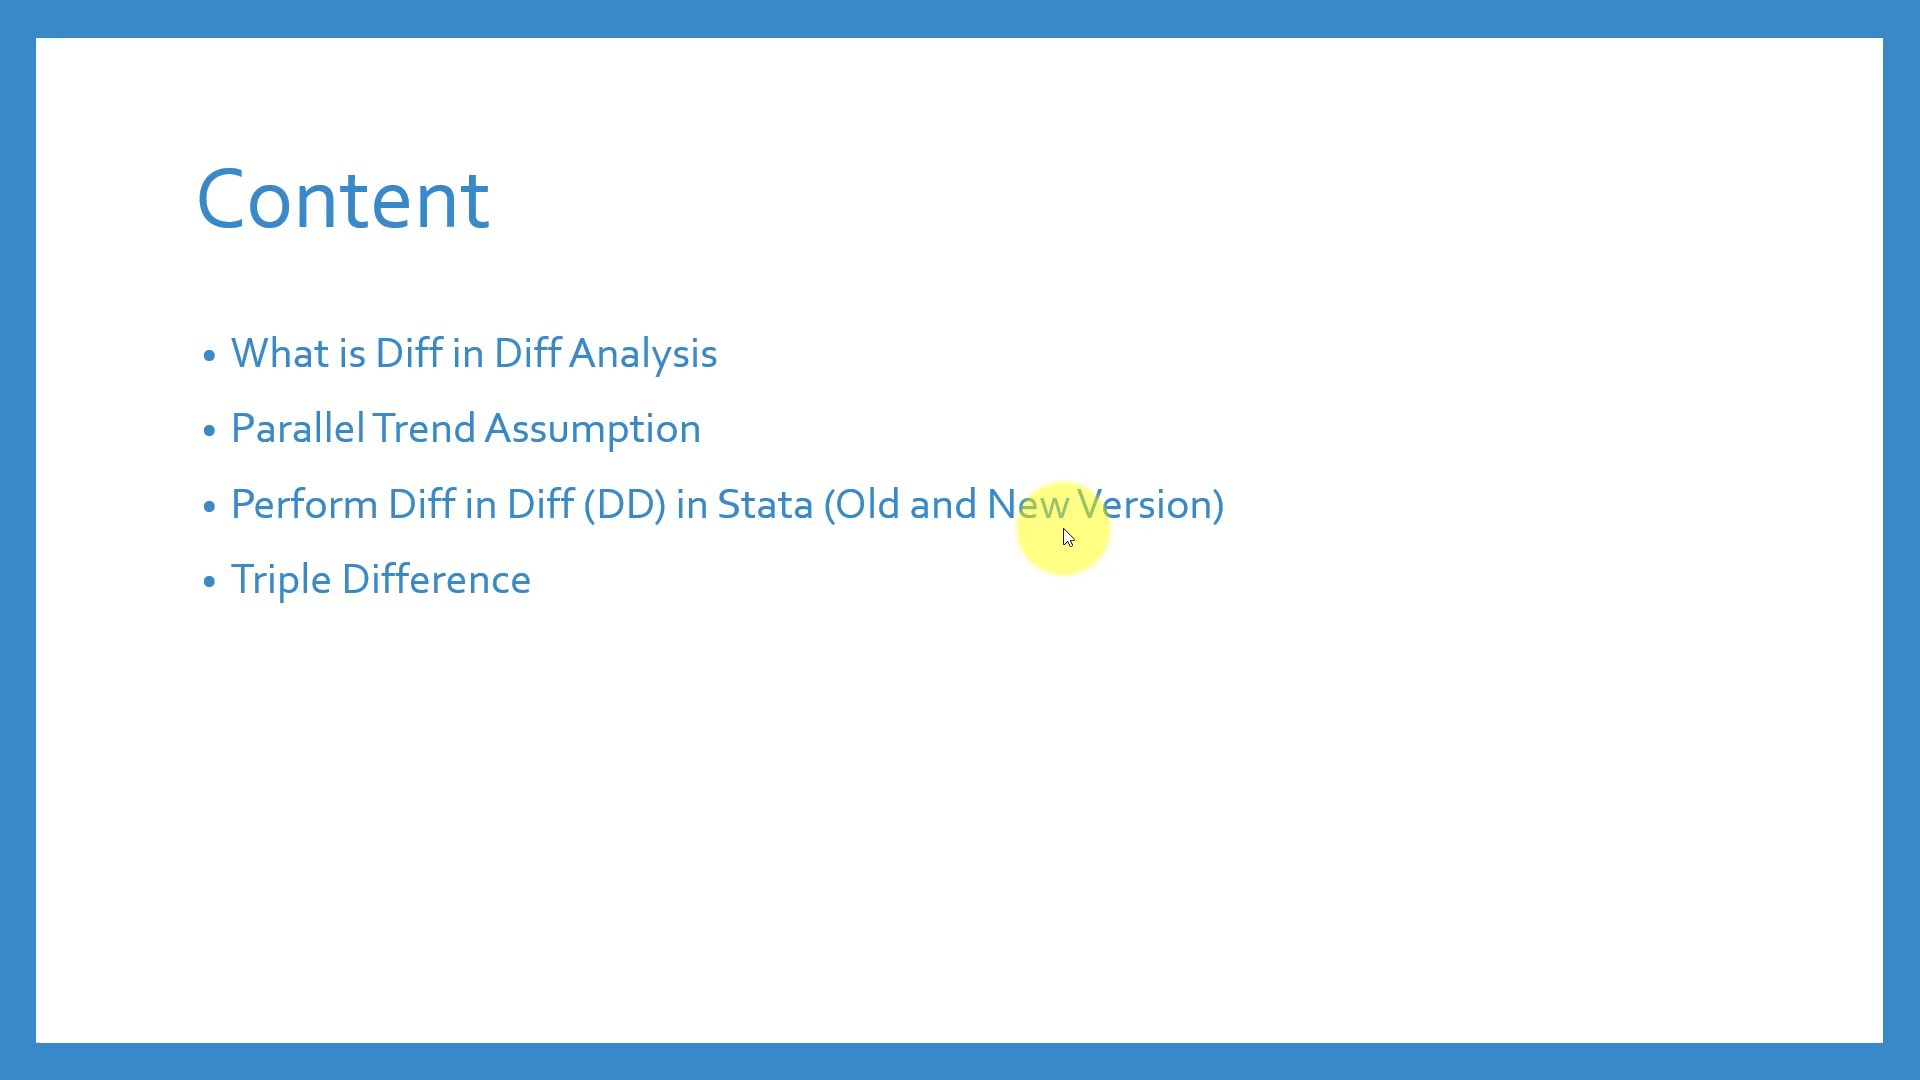 Content
• What is Diff in Diff Analysis
• Parallel Trend Assumption
• Perform Diff in Diff (DD) in Stata (Old and New Version)
• Triple Difference